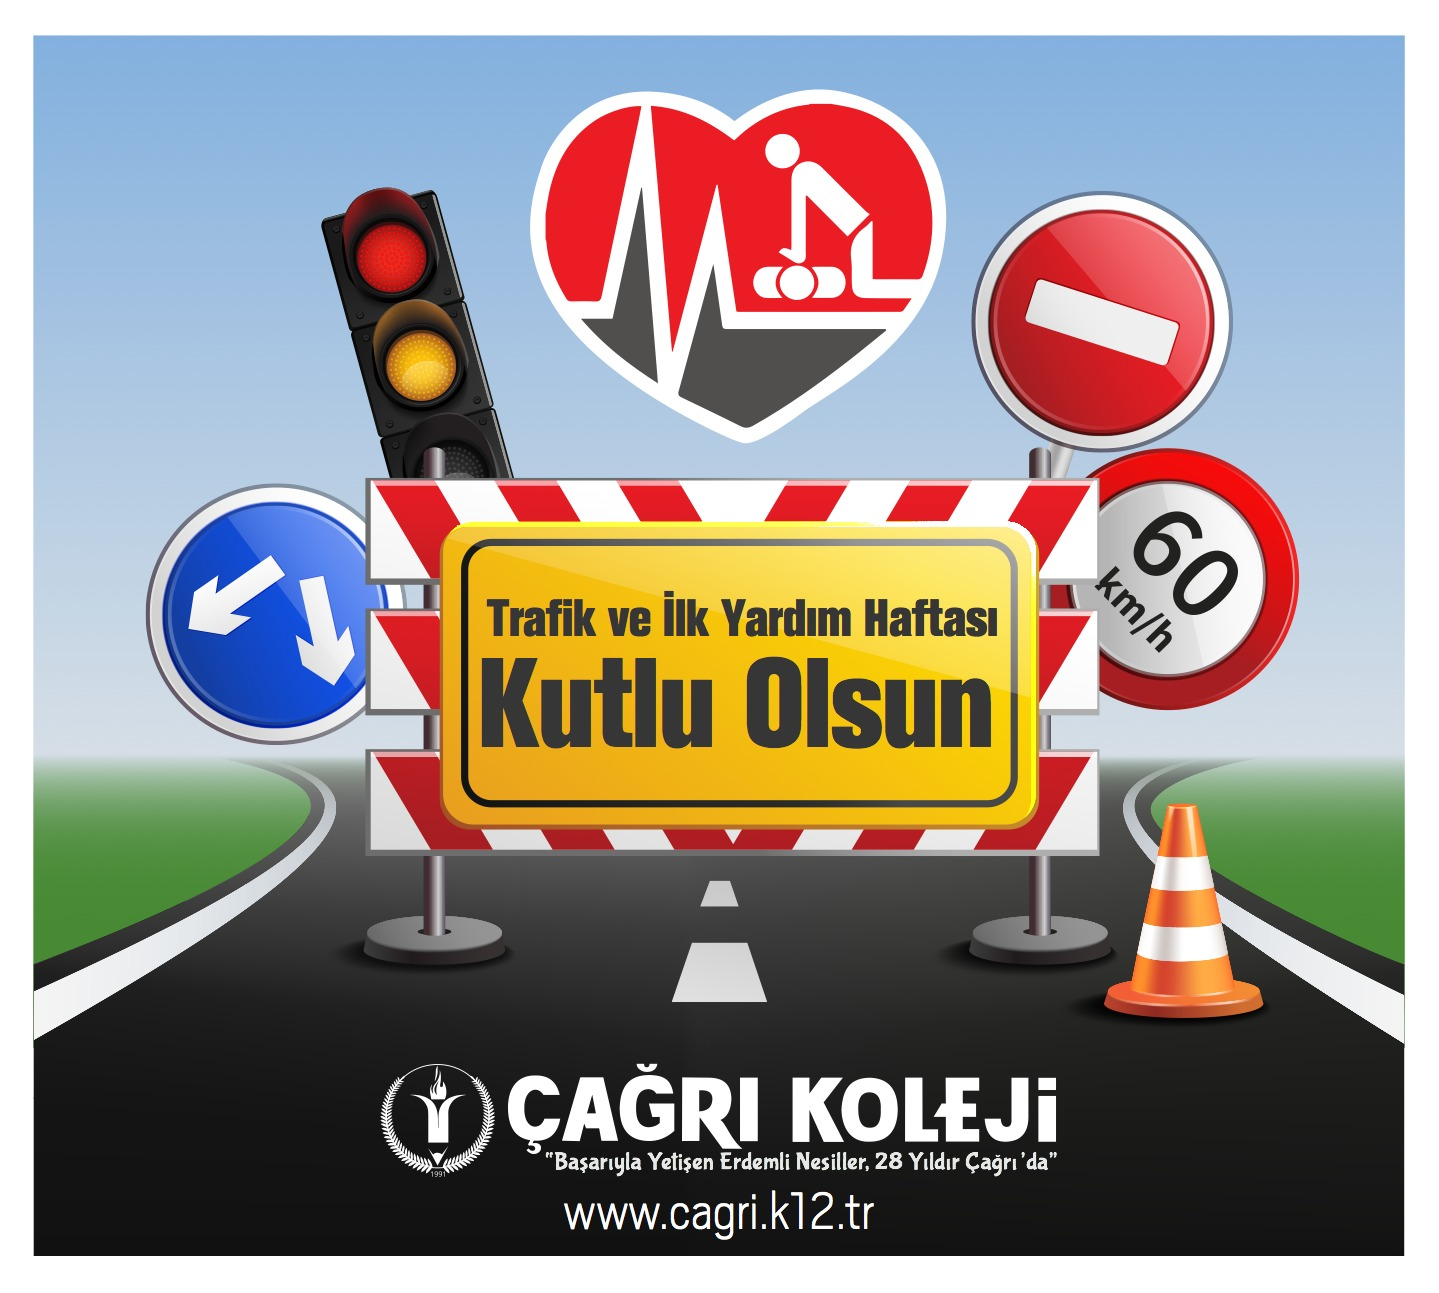 60
km/h
Trafik ve İlk Yardım Haftası
Kutlu Olsun
ÇAĞRI KOLEJİ
"Başarıyla Yetişen Erdemli Nesiller, 28 Yıldır Çağrı'da"
1991
www.cagri.k12.tr